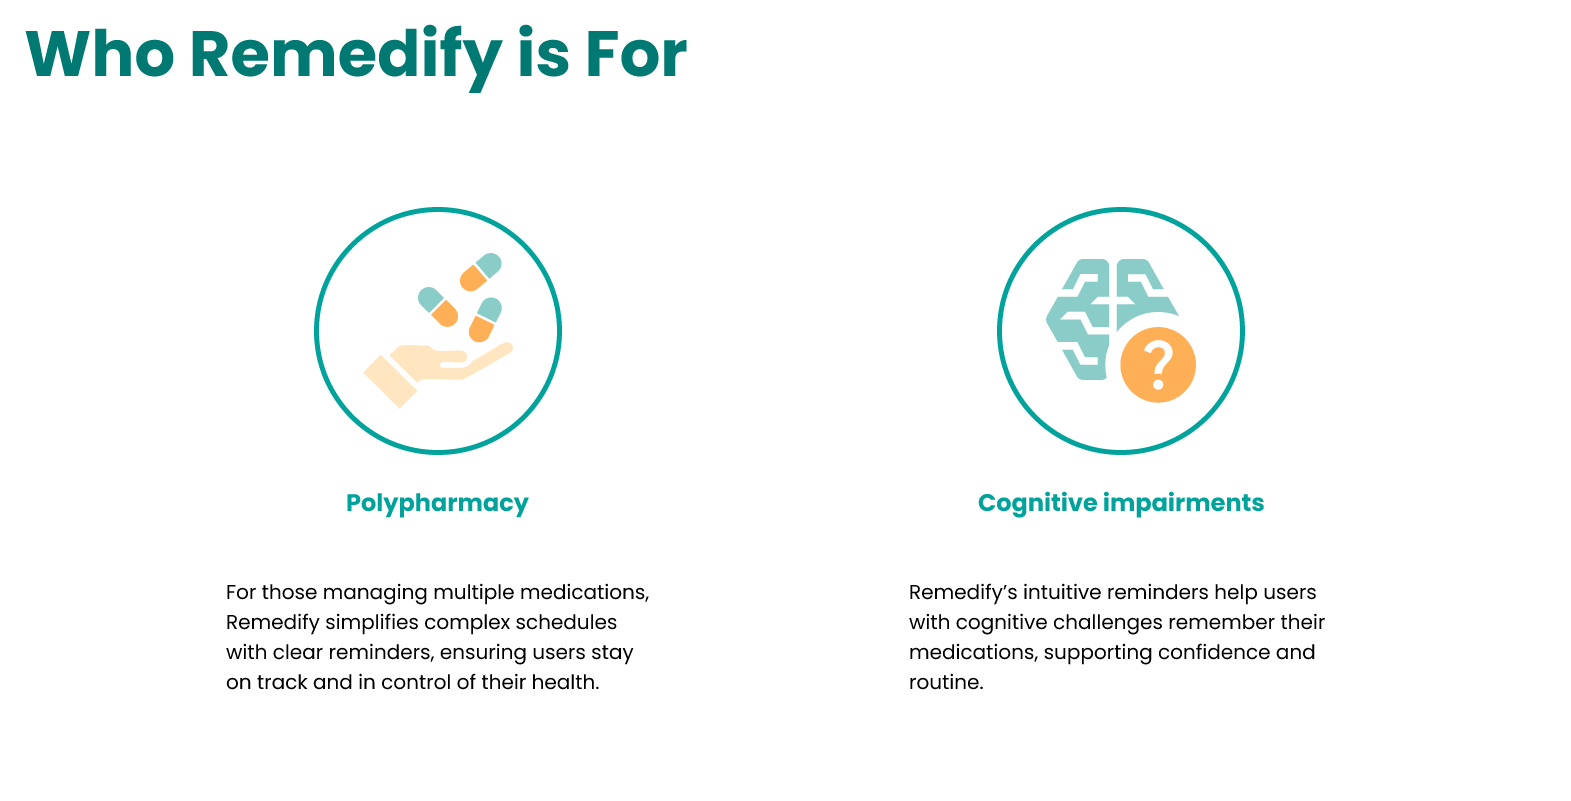 Who Remedify is For
Polypharmacy
For those managing multiple medications,
Remedify simplifies complex schedules
with clear reminders, ensuring users stay
on track and in control of their health.
Cognitive impairments
Remedify’s intuitive reminders help users
with cognitive challenges remember their
medications, supporting confidence and
routine.
?